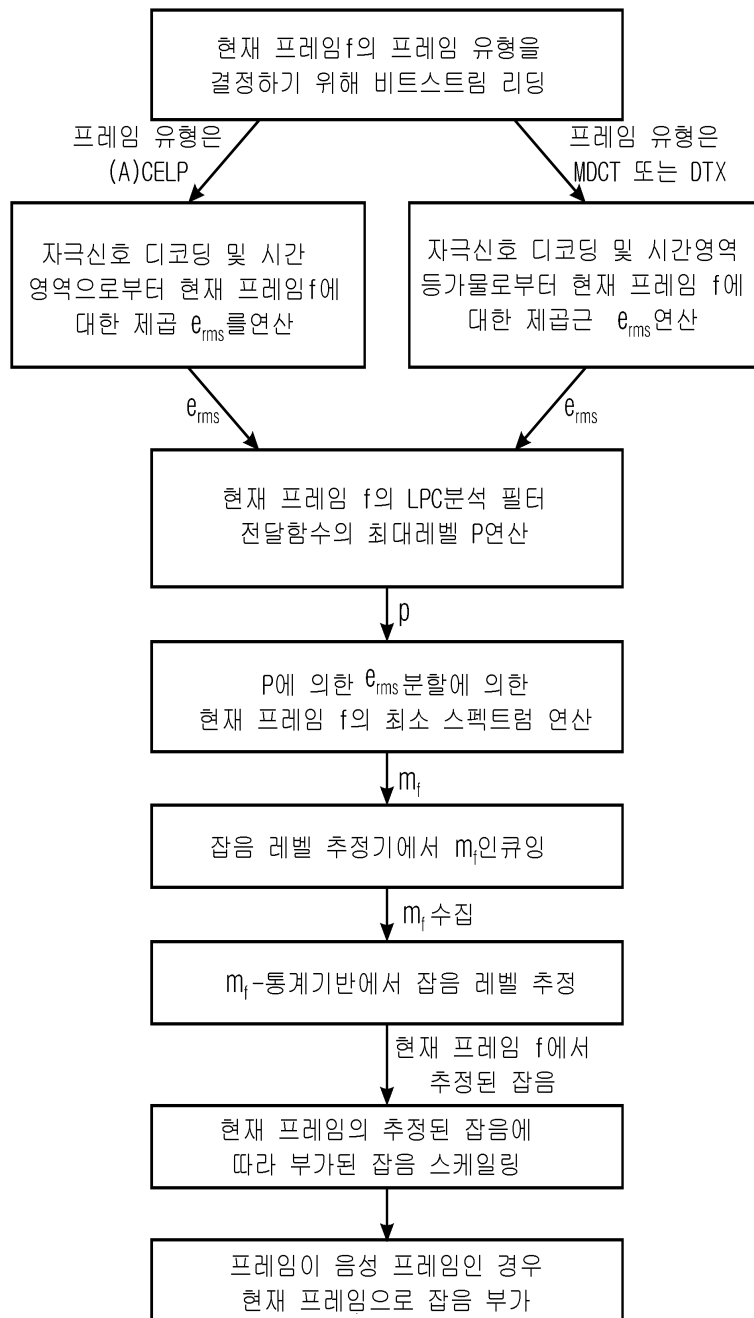 현재 프레임f의 프레임 유형을
결정하기 위해 비트스트림 리딩
프레임 유형은
(A)CELP
프레임 유형은
MDCT 또는 DTX
자극신호 디코딩 및 시간
영역으로부터 현재 프레임f에
대한 제곱 erms를연산
자극신호 디코딩 및 시간영역
등가물로부터 현재 프레임 f에
대한 제곱근 erms연산
erms
erms
현재 프레임 f의 LPC분석 필터
전달함수의 최대레벨 P연산
p
P에 의한 erms분할에 의한
현재 프레임 f의 최소 스펙트럼 연산
mf
잡음 레벨 추정기에서 mf인큐잉
mf수집
mf-통계기반에서 잡음 레벨 추정
현재 프레임 f에서
추정된 잡음
현재 프레임의 추정된 잡음에
따라 부가된 잡음 스케일링
프레임이 음성 프레임인 경우
현재 프레임으로 잡음 부가